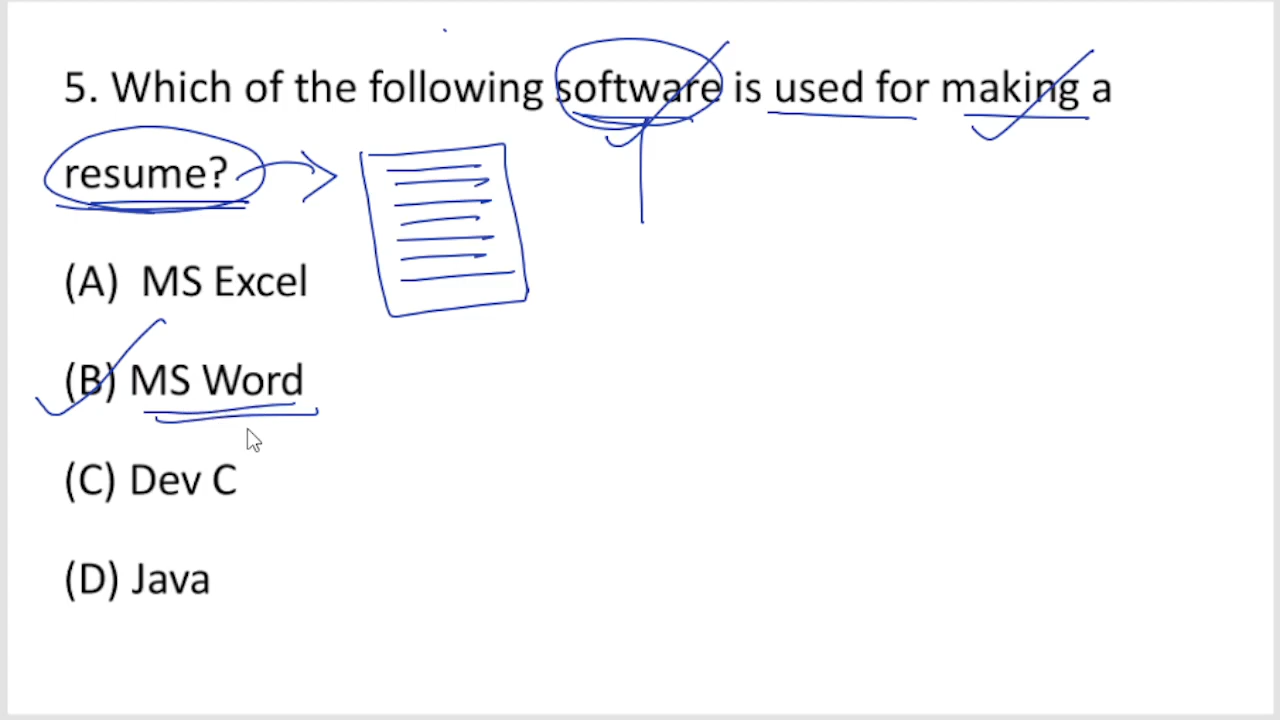 5. Which of the following software is used for making a
resume?
(A) MS Excel
(B) MS Word
(C) Dev C
(D) Java